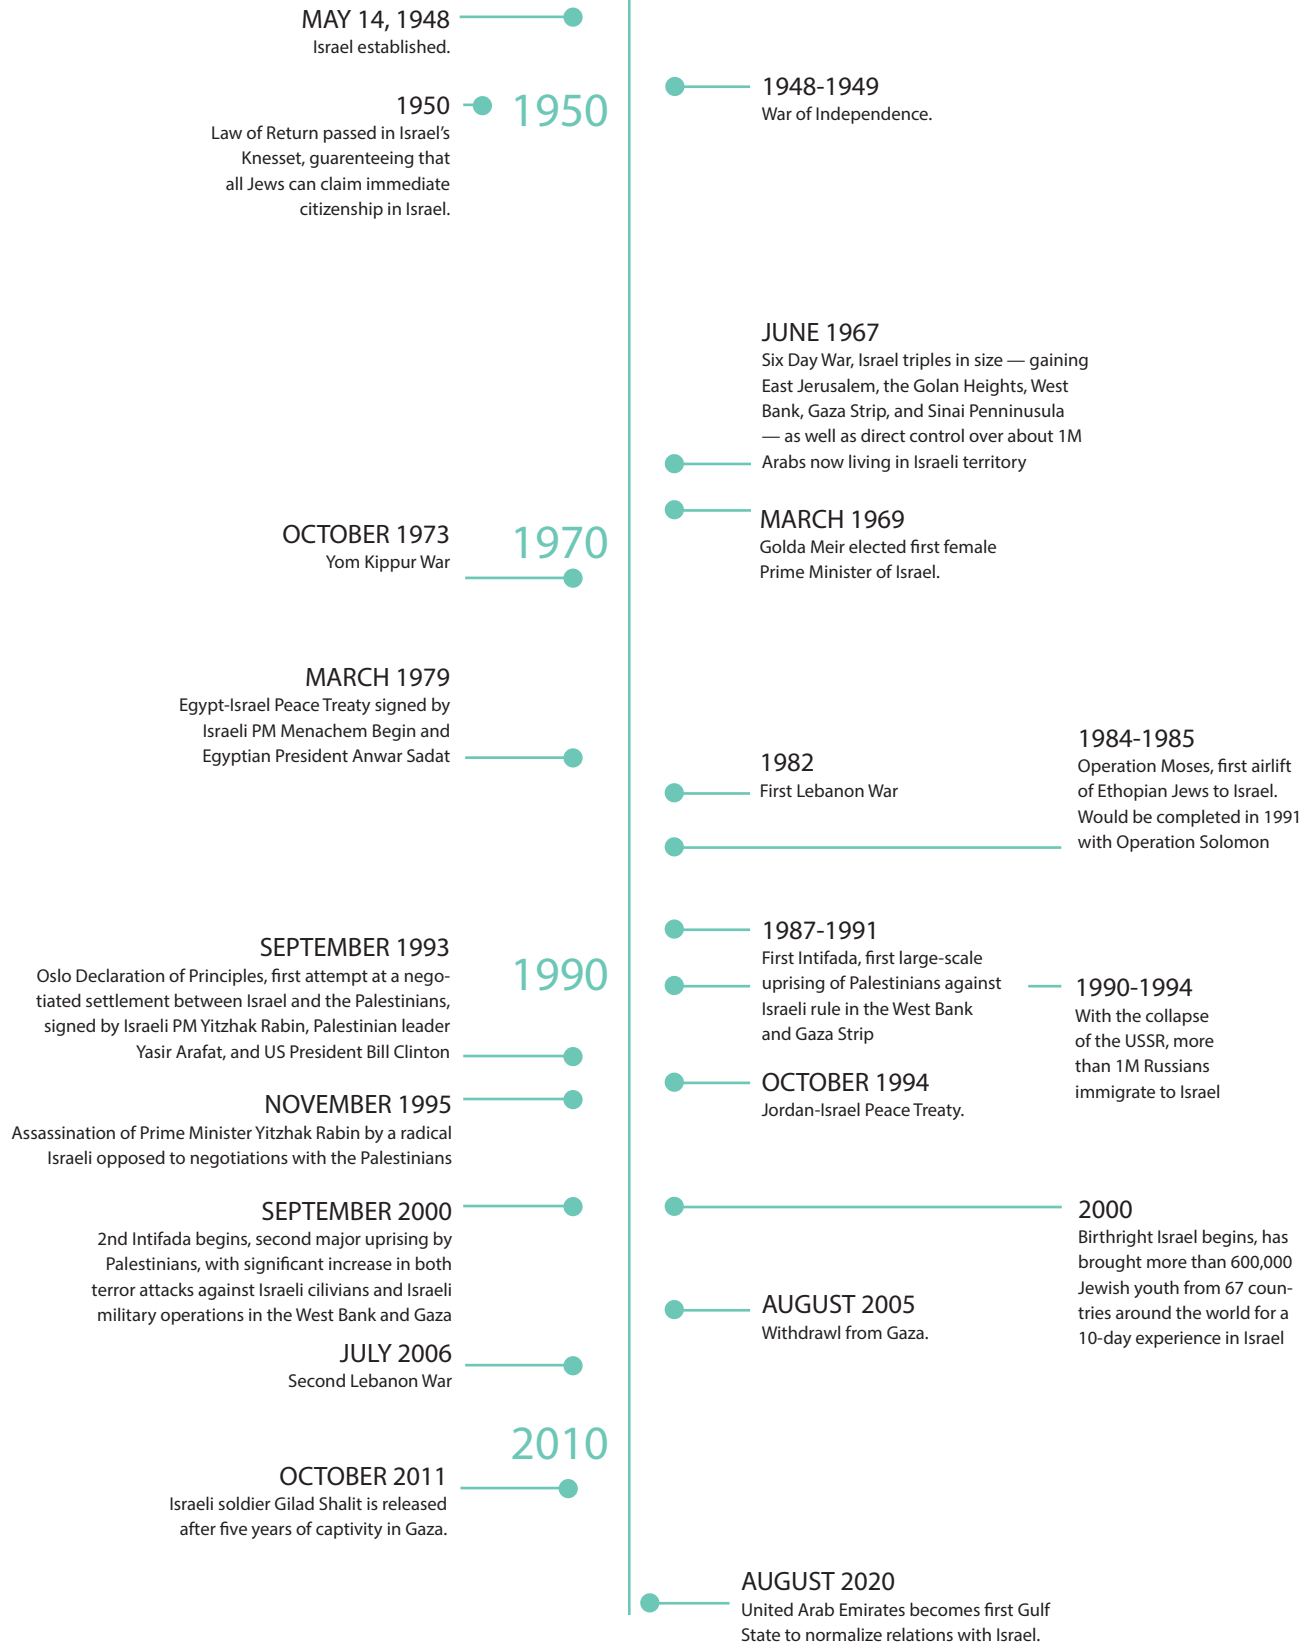 MAY 14, 1948
Israel established.
1948-1949
War of Independence.
1950
1950
Law of Return passed in Israel’s
Knesset, guarenteeing that
all Jews can claim immediate
citizenship in Israel.
JUNE 1967
Six Day War, Israel triples in size — gaining
East Jerusalem, the Golan Heights, West
Bank, Gaza Strip, and Sinai Penninusula
— as well as direct control over about 1M
Arabs now living in Israeli territory
MARCH 1969
Golda Meir elected first female
Prime Minister of Israel.
1970
OCTOBER 1973
Yom Kippur War
MARCH 1979
Egypt-Israel Peace Treaty signed by
Israeli PM Menachem Begin and
Egyptian President Anwar Sadat
1982
First Lebanon War
1984-1985
Operation Moses, first airlift
of Ethopian Jews to Israel.
Would be completed in 1991
with Operation Solomon
1987-1991
First Intifada, first large-scale
uprising of Palestinians against
Israeli rule in the West Bank
and Gaza Strip
1990
1990-1994
With the collapse
of the USSR, more
than 1M Russians
immigrate to Israel
SEPTEMBER 1993
Oslo Declaration of Principles, first attempt at a nego-
tiated settlement between Israel and the Palestinians,
signed by Israeli PM Yitzhak Rabin, Palestinian leader
Yasir Arafat, and US President Bill Clinton
OCTOBER 1994
Jordan-Israel Peace Treaty.
NOVEMBER 1995
Assassination of Prime Minister Yitzhak Rabin by a radical
Israeli opposed to negotiations with the Palestinians
SEPTEMBER 2000
2nd Intifada begins, second major uprising by
Palestinians, with significant increase in both
terror attacks against Israeli cilivians and Israeli
military operations in the West Bank and Gaza
2000
Birthright Israel begins, has
brought more than 600,000
Jewish youth from 67 coun-
tries around the world for a
10-day experience in Israel
AUGUST 2005
Withdrawl from Gaza.
JULY 2006
Second Lebanon War
2010
OCTOBER 2011
Israeli soldier Gilad Shalit is released
after five years of captivity in Gaza.
AUGUST 2020
United Arab Emirates becomes first Gulf
State to normalize relations with Israel.